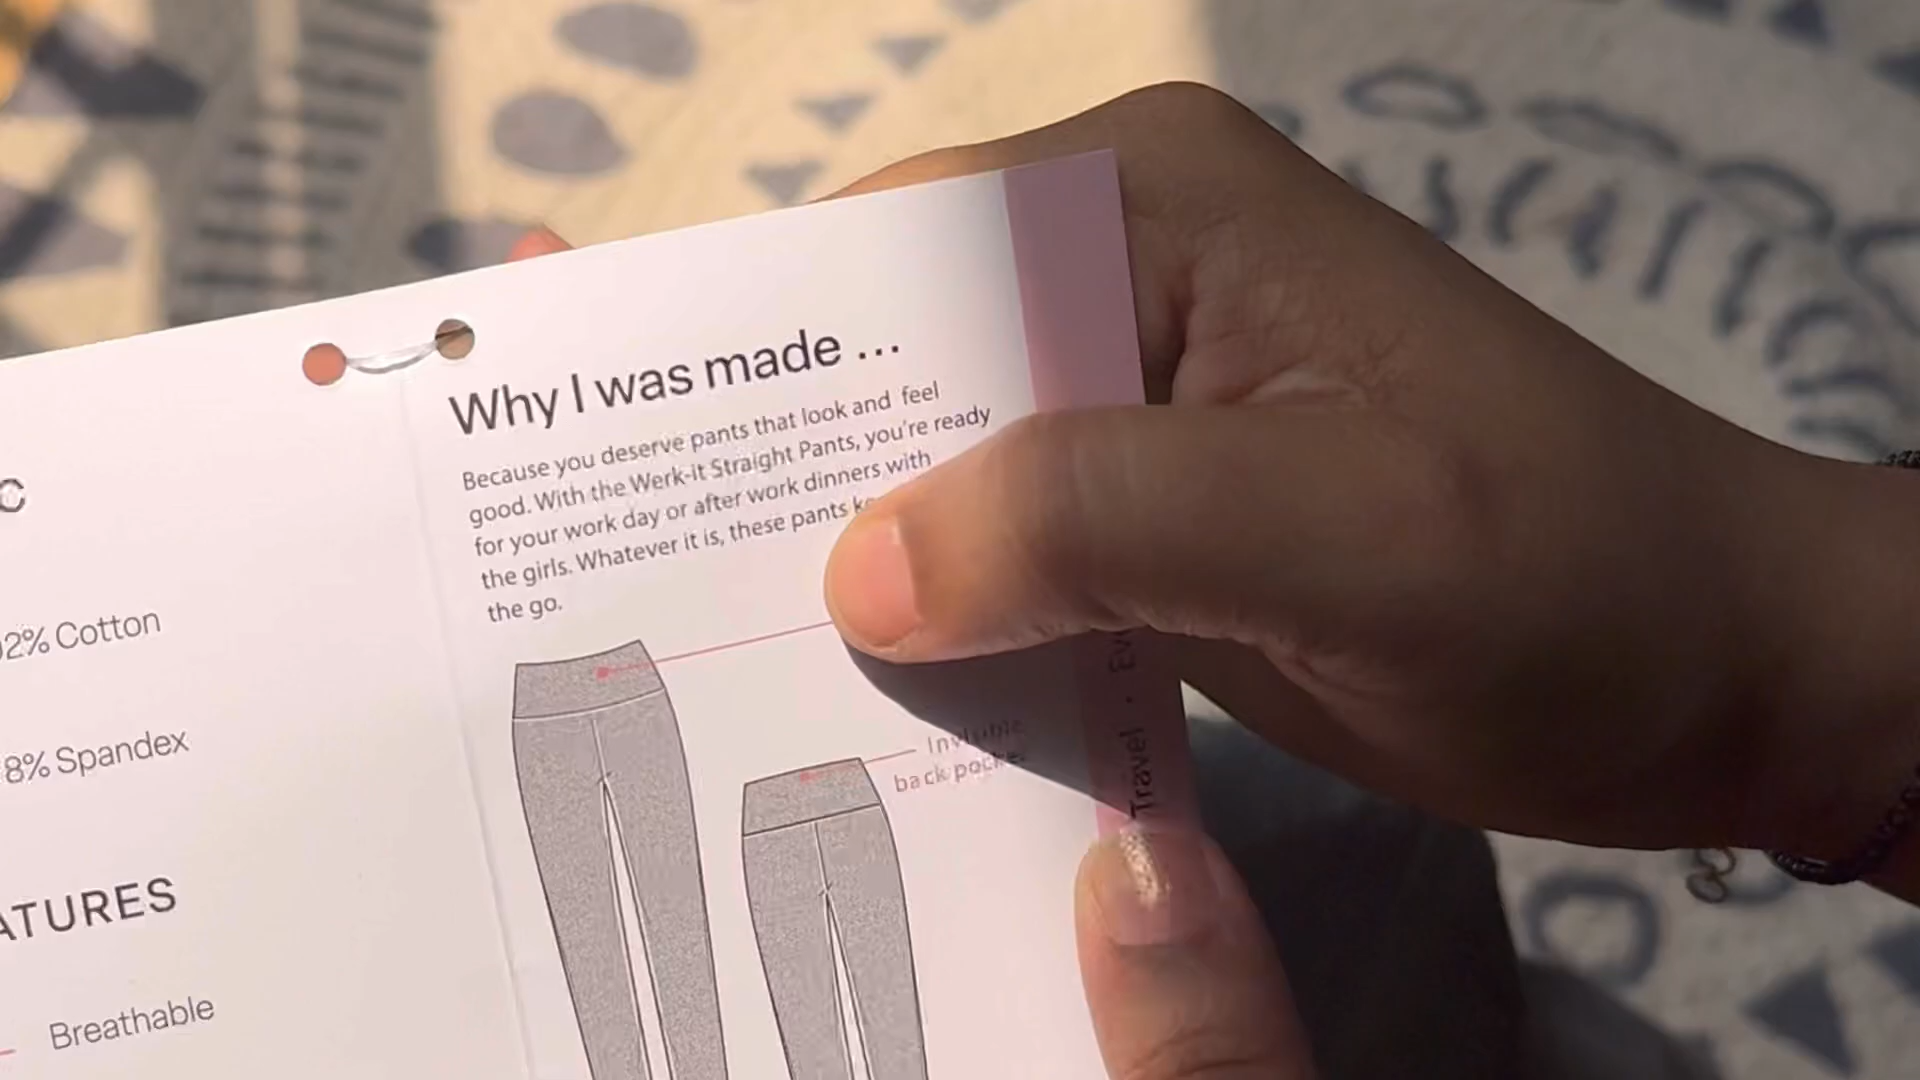 Why I was made ...
Because you deserve pants that look and feel
good. With the Werk-it Straight Pants, you're ready
for your work day or after work dinners with
the girls. Whatever it is, these pants
the go.
2% Cotton
8% Spandex
ATURES
Breathable
Invisible
back pocket
Travel ·